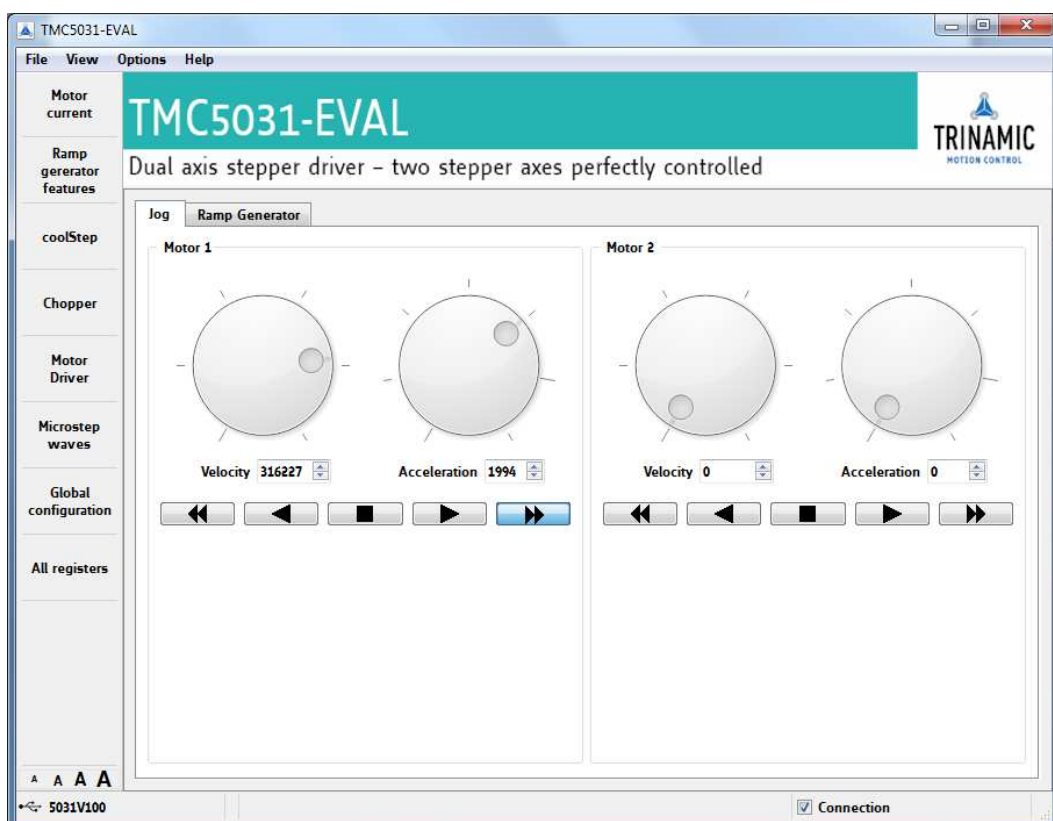 TMC5031-EVAL
File View Options Help
Motor
current
Ramp
gererator
features
coolStep
Chopper
Motor
Driver
Microstep
waves
Global
configuration
All registers
A A A A
TMC5031-EVAL
Dual axis stepper driver – two stepper axes perfectly controlled
TRINAMIC
MOTION CONTROL
Jog Ramp Generator
Motor 1
Velocity 316227 Acceleration 1994
Motor 2
Velocity 0 Acceleration 0
5031V100
Connection